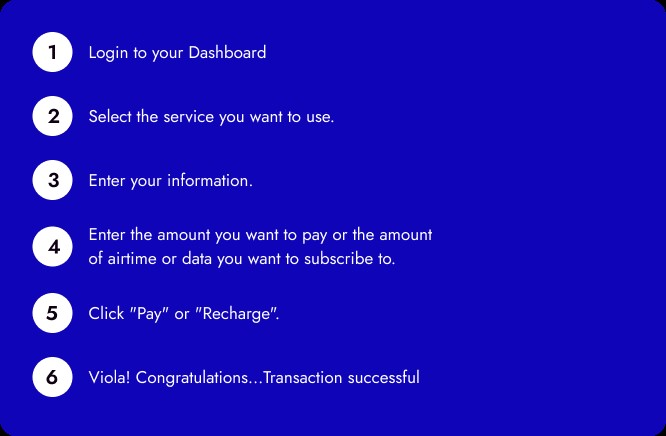 1 Login to your Dashboard
2 Select the service you want to use.
3 Enter your information.
4 Enter the amount you want to pay or the amount
of airtime or data you want to subscribe to.
5 Click "Pay" or "Recharge".
6 Viola! Congratulations...Transaction successful